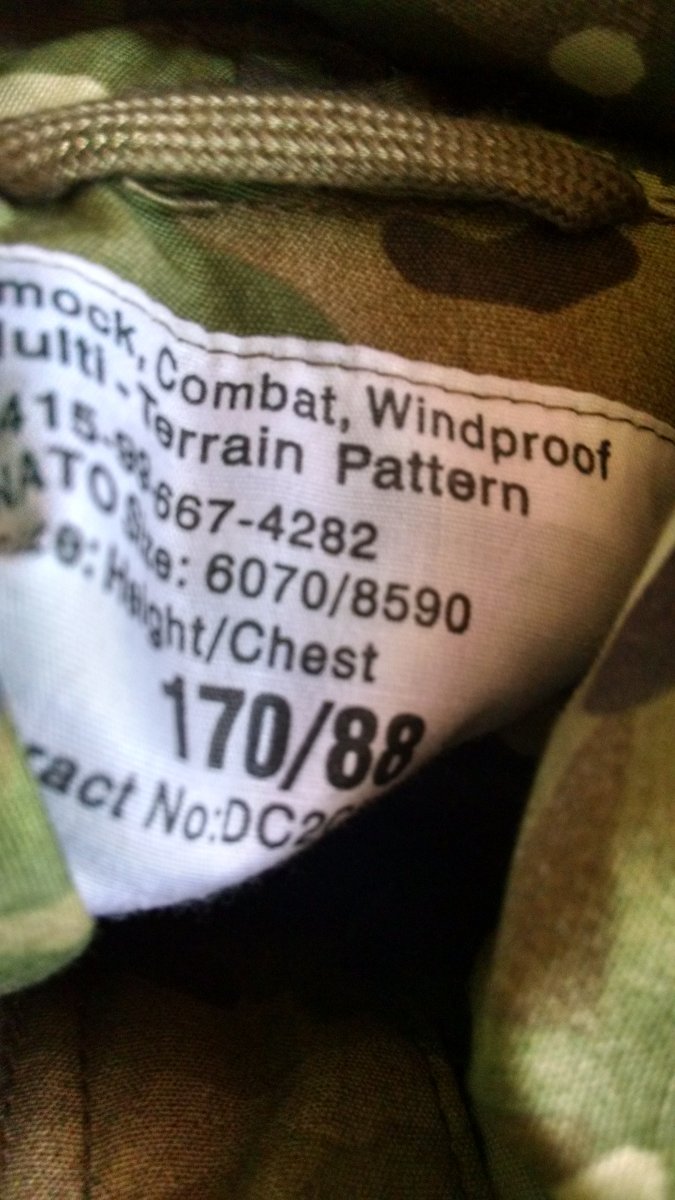 mock, Combat, Windproof
ulti - Terrain Pattern
415-99-667-4282
NATO Size: 6070/8590
ze: Height/Chest
170/88
ract No:DC2